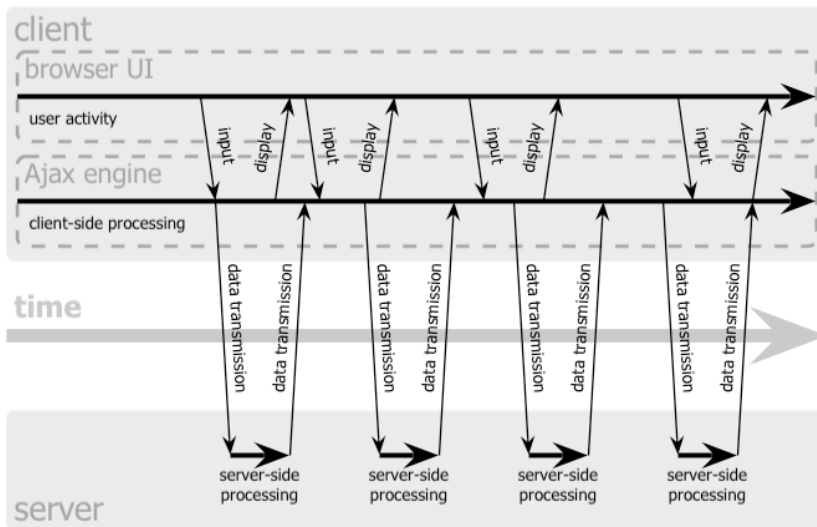 client
browser UI
user activity
input
display
input
display
input
display
input
display
Ajax engine
client-side processing
data transmission
data transmission
data transmission
data transmission
data transmission
data transmission
data transmission
data transmission
time
server-side
processing
server-side
processing
server-side
processing
server-side
processing
server